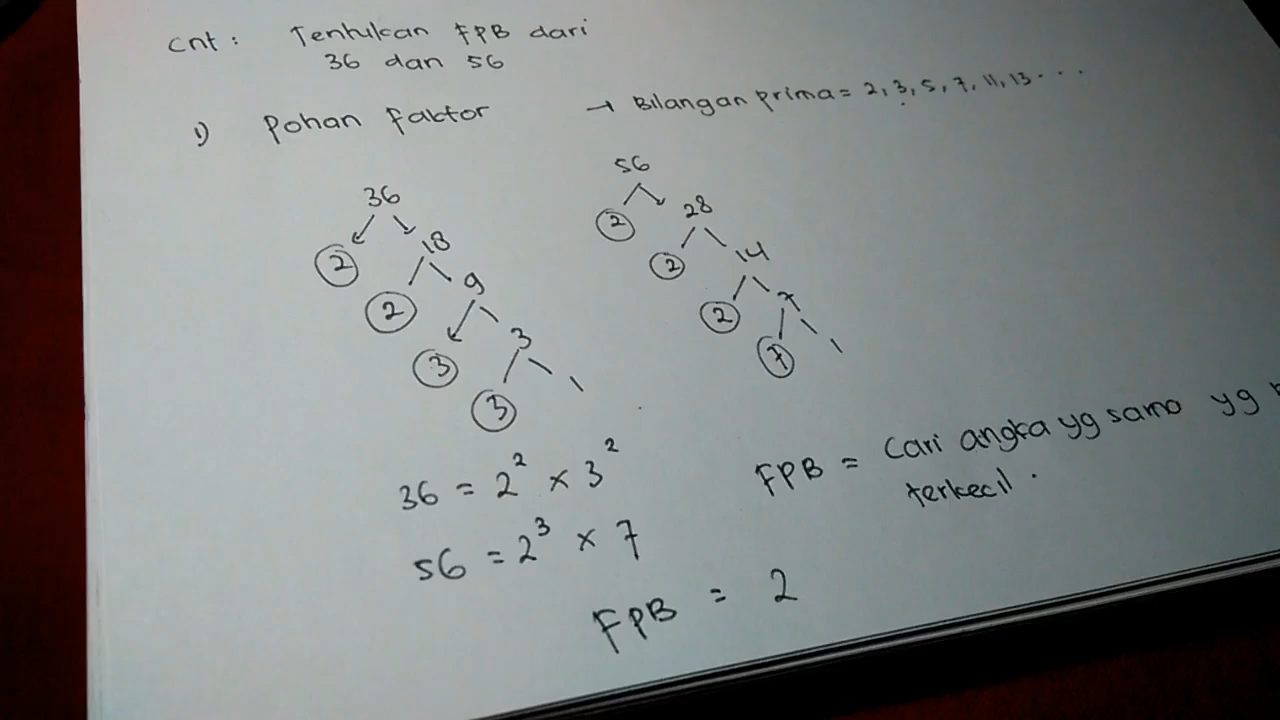 Cnt : Tentukan FPB dari
36 dan 56
1) Pohan Faktor → Bilangan prima = 2, 3, 5, 7, 11, 13 ...
36
2 18
2 9
3 3
3 1
56
2 28
2 14
2 7
7 1
36 = 2² × 3²
56 = 2³ × 7
FPB = Cari angka yg sama yg
terkecil.
FPB = 2